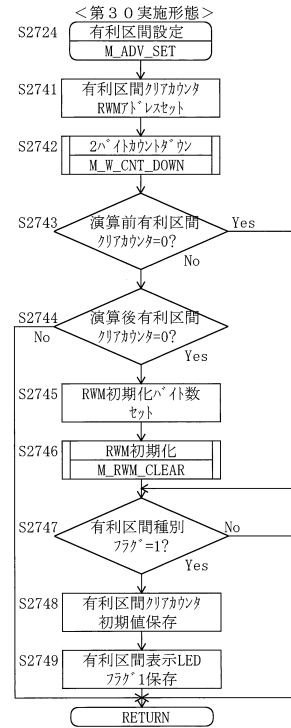 <第３０実施形態>
S2724
有利区間設定
M_ADV_SET
S2741
有利区間クリアカウンタ
RWMアドレスセット
S2742
2バイトカウントダウン
M_W_CNT_DOWN
S2743
演算前有利区間
クリアカウンタ=0?
Yes
No
S2744
演算後有利区間
クリアカウンタ=0?
No
Yes
S2745
RWM初期化バイト数
セット
S2746
RWM初期化
M_RWM_CLEAR
S2747
有利区間種別
フラグ=1?
No
Yes
S2748
有利区間クリアカウンタ
初期値保存
S2749
有利区間表示LED
フラグ1保存
RETURN